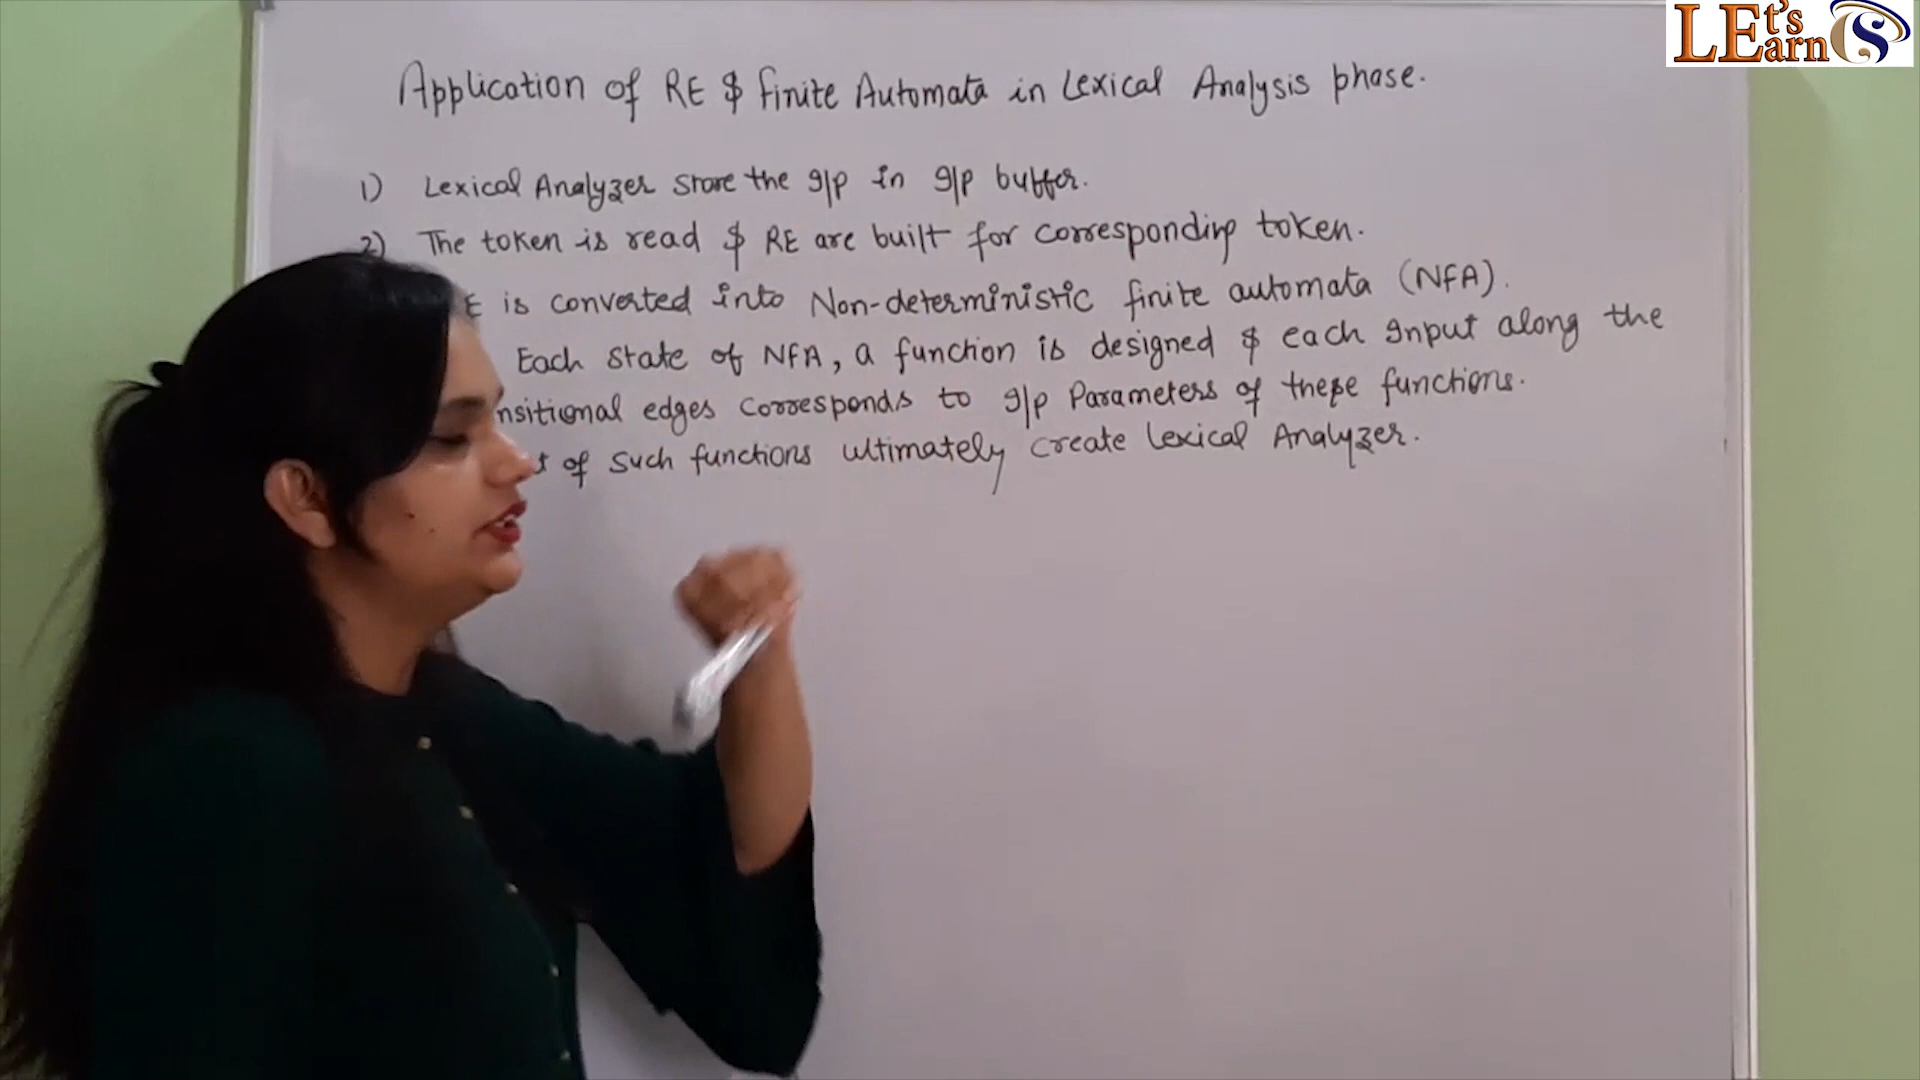 LEt's
LEarn CS
Application of RE & finite Automata in Lexical Analysis phase.
1) Lexical Analyzer store the I/p in I/p buffer.
2) The token is read & RE are built for corresponding token.
E is converted into Non-deterministic finite automata (NFA).
Each state of NFA, a function is designed & each Input along the
nsitional edges corresponds to I/p Parameters of these functions.
t of such functions ultimately create Lexical Analyzer.